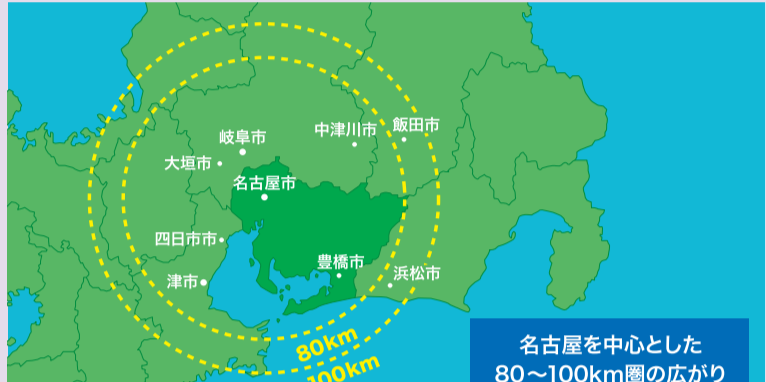 中津川市
飯田市
岐阜市
大垣市
名古屋市
四日市市
豊橋市
浜松市
津市
80km
100km
名古屋を中心とした
80～100km圏の広がり